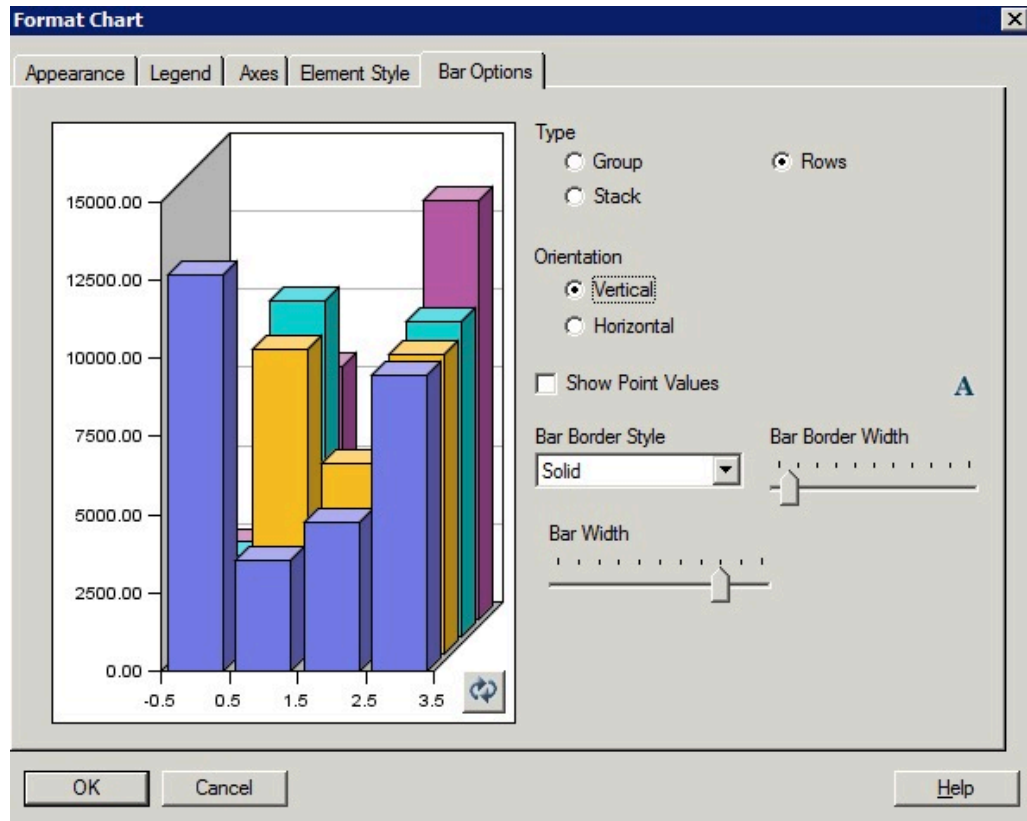 Format Chart
Appearance Legend Axes Element Style Bar Options
Type
Group Rows
Stack
Orientation
Vertical
Horizontal
Show Point Values A
Bar Border Style Bar Border Width
Solid
Bar Width
15000.00
12500.00
10000.00
7500.00
5000.00
2500.00
0.00
-0.5 0.5 1.5 2.5 3.5
OK Cancel Help